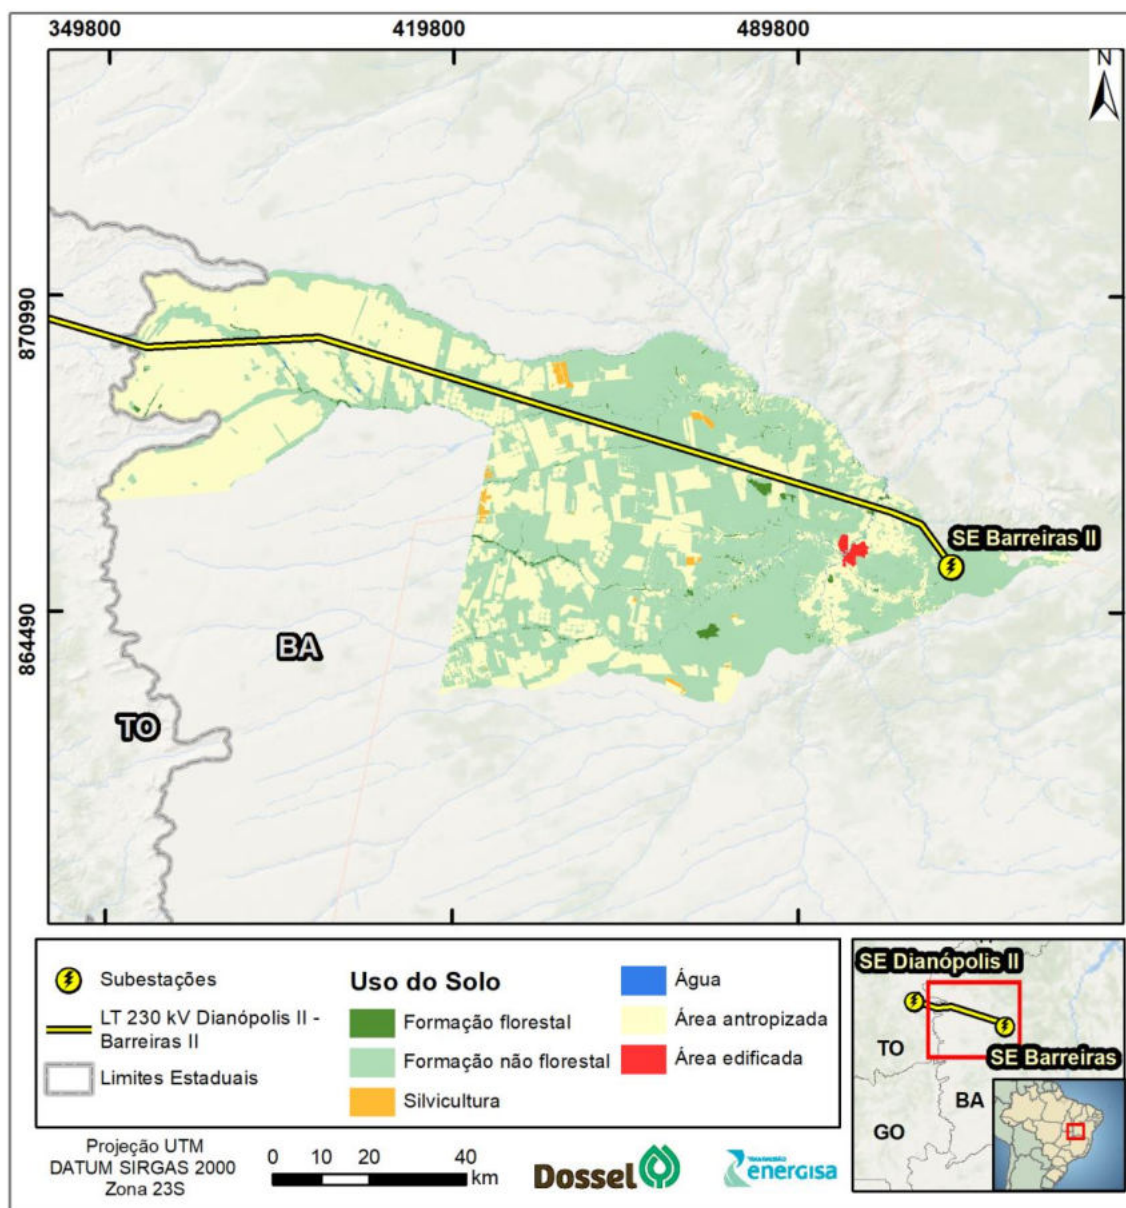 349800 419800 489800
N
870990
SE Barreiras II
864490
BA
TO
Subestações
LT 230 kV Dianópolis II -
Barreiras II
Limites Estaduais
Uso do Solo
Formação florestal
Formação não florestal
Silvicultura
Água
Área antropizada
Área edificada
SE Dianópolis II
TO
SE Barreiras
BA
GO
Projeção UTM
DATUM SIRGAS 2000
Zona 23S
0 10 20 40
km
Dossel
energisa